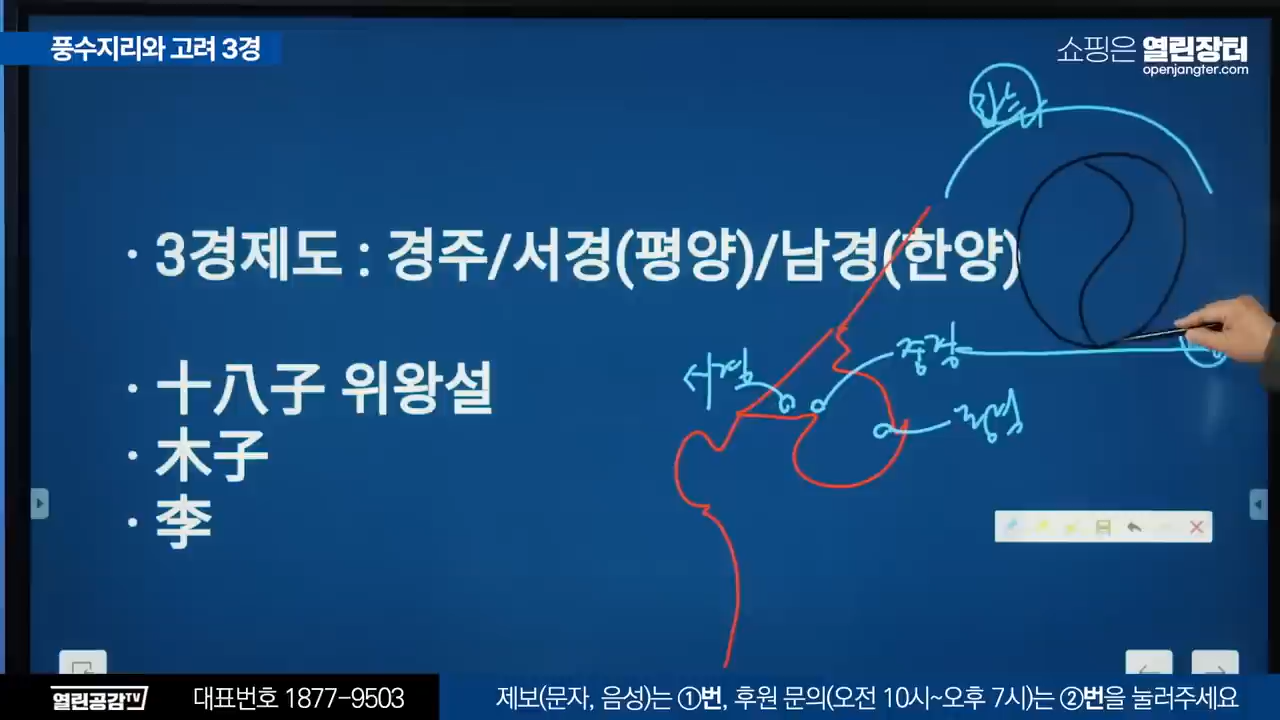 풍수지리와 고려 3경
쇼핑은 열린장터
openjangter.com
· 3경제도 : 경주/서경(평양)/남경(한양)
· 十八子 위왕설
· 木子
· 李
서경
중경
열린공감TV
대표번호 1877-9503
제보(문자, 음성)는 ①번, 후원 문의(오전 10시~오후 7시)는 ②번을 눌러주세요